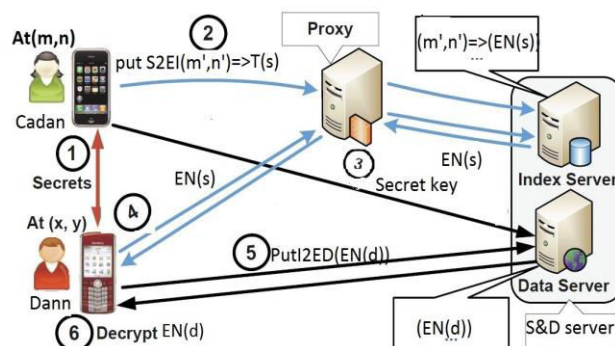 At(m,n)
2
Proxy
(m',n')=>(EN(s))
...
put S2EI(m',n')=>T(s)
Cadan
1
3
EN(s)
EN(s)
Index Server
Secrets
Secret key
4
At (x, y)
5
PutI2ED(EN(d))
Dann
Data Server
6
Decrypt EN(d)
(EN(d))
...
S&D server